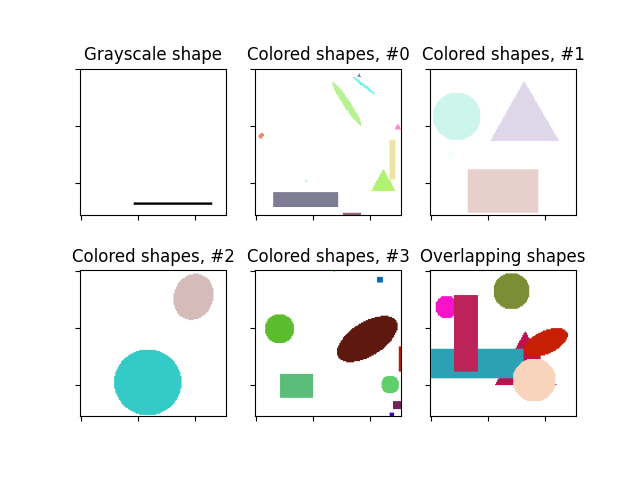 Grayscale shape
Colored shapes, #0
Colored shapes, #1
Colored shapes, #2
Colored shapes, #3
Overlapping shapes